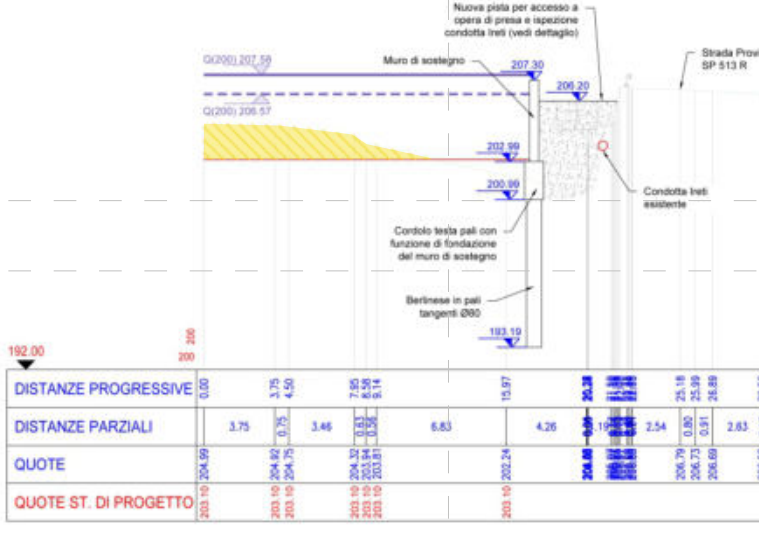 Nuova pista per accesso a
opera di presa e ispezione
condotta Ireti (vedi dettaglio)
Strada Prov
SP 513 R
Q(200) 207.58
Muro di sostegno
207.30
206.20
Q(200) 206.57
202.99
200.99
Condotta Ireti
esistente
Cordolo testa pali con
funzione di fondazione
del muro di sostegno
Berlinese in pali
tangenti Ø80
193.19
200
200
192.00
DISTANZE PROGRESSIVE 0.00 3.75 4.50 7.95 8.58 9.14 15.97 25.18 25.99 26.89
DISTANZE PARZIALI 3.75 0.75 3.46 0.63 0.56 6.83 4.26 2.54 0.80 0.91 2.63
QUOTE 204.99 204.92 204.75 204.32 203.94 203.81 202.24 206.79 206.73 206.69
QUOTE ST. DI PROGETTO 203.10 203.10 203.10 203.10 203.10 203.10 203.10